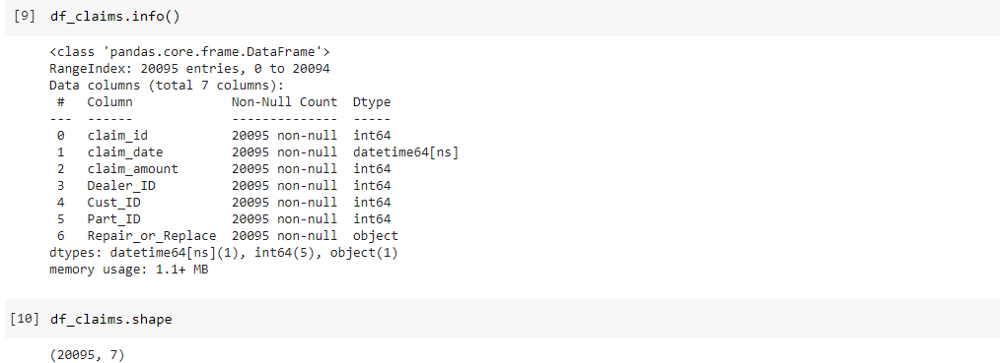 [9] df_claims.info()
<class 'pandas.core.frame.DataFrame'>
RangeIndex: 20095 entries, 0 to 20094
Data columns (total 7 columns):
 #   Column             Non-Null Count  Dtype
---  ------             --------------  -----
 0   claim_id           20095 non-null  int64
 1   claim_date         20095 non-null  datetime64[ns]
 2   claim_amount       20095 non-null  int64
 3   Dealer_ID          20095 non-null  int64
 4   Cust_ID            20095 non-null  int64
 5   Part_ID            20095 non-null  int64
 6   Repair_or_Replace  20095 non-null  object
dtypes: datetime64[ns](1), int64(5), object(1)
memory usage: 1.1+ MB
[10] df_claims.shape
(20095, 7)